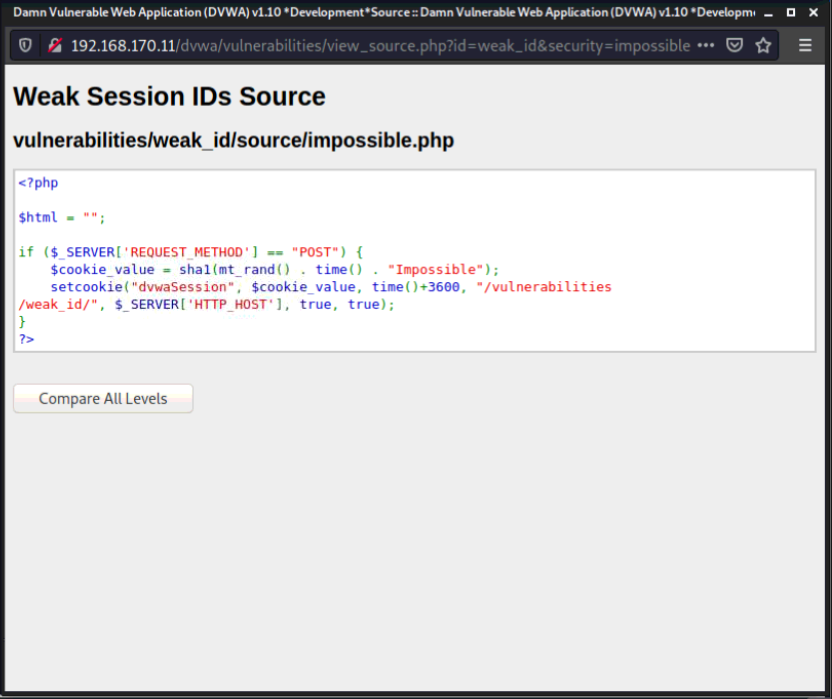 Damn Vulnerable Web Application (DVWA) v1.10 *Development*Source :: Damn Vulnerable Web Application (DVWA) v1.10 *Developm
192.168.170.11/dvwa/vulnerabilities/view_source.php?id=weak_id&security=impossible
Weak Session IDs Source
vulnerabilities/weak_id/source/impossible.php
<?php
$html = "";
if ($_SERVER['REQUEST_METHOD'] == "POST") {
    $cookie_value = sha1(mt_rand() . time() . "Impossible");
    setcookie("dvwaSession", $cookie_value, time()+3600, "/vulnerabilities
/weak_id/", $_SERVER['HTTP_HOST'], true, true);
}
?>
Compare All Levels